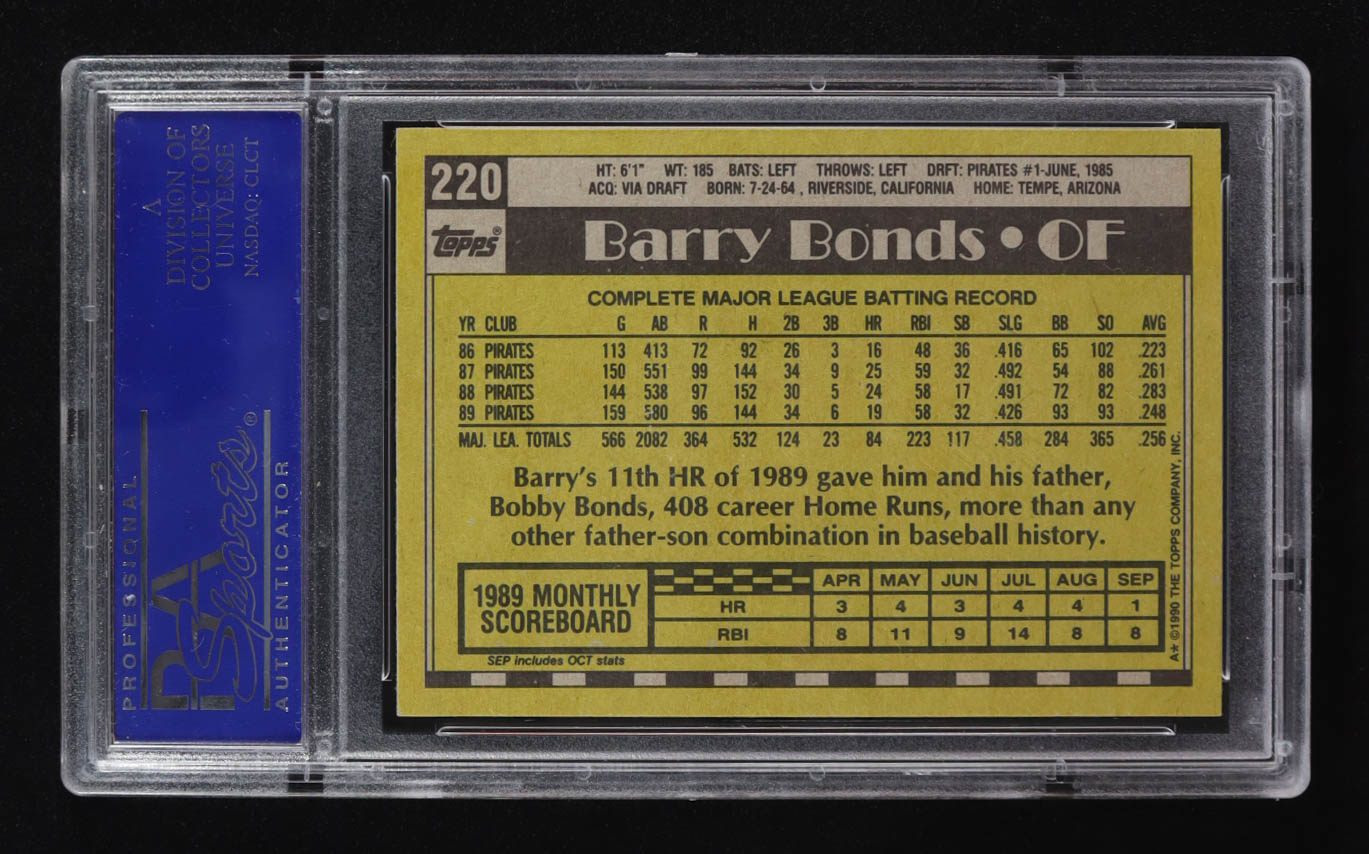 A
DIVISION OF
COLLECTORS
UNIVERSE
NASDAQ: CLCT
PROFESSIONAL
PSA
Sports®
AUTHENTICATOR
220
HT: 6'1" WT: 185 BATS: LEFT THROWS: LEFT DRFT: PIRATES #1-JUNE, 1985
ACQ: VIA DRAFT BORN: 7-24-64 , RIVERSIDE, CALIFORNIA HOME: TEMPE, ARIZONA
Topps®
Barry Bonds • OF
COMPLETE MAJOR LEAGUE BATTING RECORD
YR CLUB G AB R H 2B 3B HR RBI SB SLG BB SO AVG
86 PIRATES 113 413 72 92 26 3 16 48 36 .416 65 102 .223
87 PIRATES 150 551 99 144 34 9 25 59 32 .492 54 88 .261
88 PIRATES 144 538 97 152 30 5 24 58 17 .491 72 82 .283
89 PIRATES 159 580 96 144 34 6 19 58 32 .426 93 93 .248
MAJ. LEA. TOTALS 566 2082 364 532 124 23 84 223 117 .458 284 365 .256
Barry's 11th HR of 1989 gave him and his father,
Bobby Bonds, 408 career Home Runs, more than any
other father-son combination in baseball history.
1989 MONTHLY
SCOREBOARD
APR MAY JUN JUL AUG SEP
HR 3 4 3 4 4 1
RBI 8 11 9 14 8 8
SEP includes OCT stats
A* ©1990 THE TOPPS COMPANY, INC.